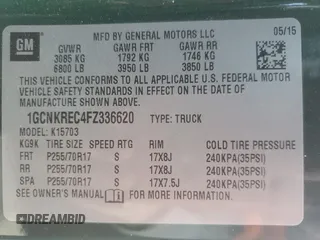 GM
MFD BY GENERAL MOTORS LLC 05/15
GVWR GAWR FRT GAWR RR
3085 KG 1792 KG 1746 KG
6800 LB 3950 LB 3850 LB
THIS VEHICLE CONFORMS TO ALL APPLICABLE U.S. FEDERAL MOTOR
VEHICLE SAFETY STANDARDS IN EFFECT ON THE DATE OF
MANUFACTURE SHOWN ABOVE.
1GCNKREC4FZ336620 TYPE: TRUCK
MODEL: K15703
KG9K TIRE SIZE SPEED RTG RIM COLD TIRE PRESSURE
FRT P255/70R17 S 17X8J 240KPA(35PSI)
RR P255/70R17 S 17X8J 240KPA(35PSI)
SPA P255/70R17 S 17X7.5J 240KPA(35PSI)
SEE OWNER'S MANUAL FOR MORE INFORMATION.
DREAMBID